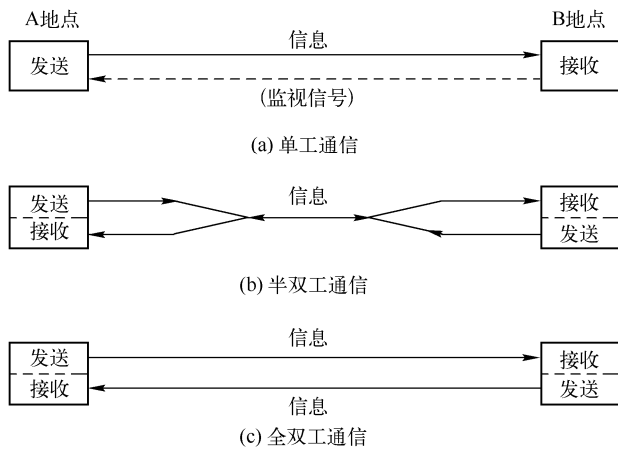 A地点 B地点
信息
发送 接收
(监视信号)
(a) 单工通信
信息
发送 接收
接收 发送
(b) 半双工通信
信息
发送 接收
接收 发送
信息
(c) 全双工通信